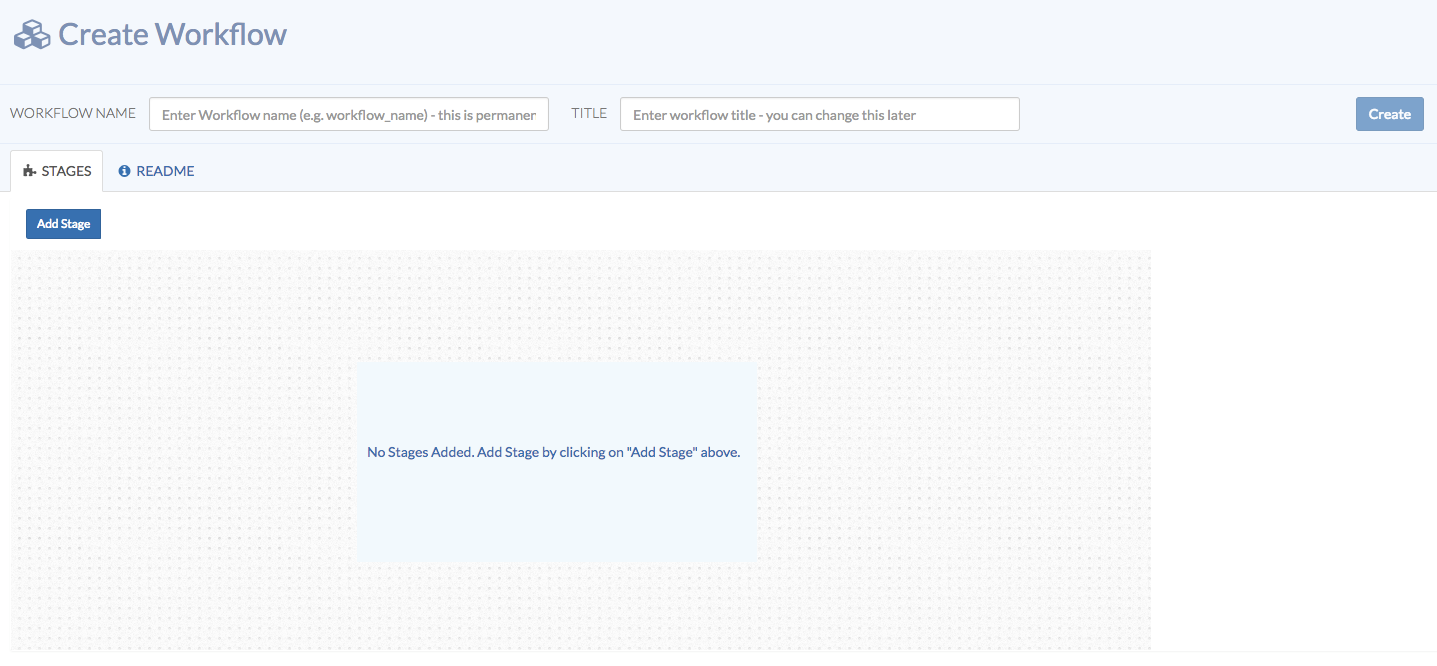 Create Workflow
WORKFLOW NAME Enter Workflow name (e.g. workflow_name) - this is permaner TITLE Enter workflow title - you can change this later Create
STAGES README
Add Stage
No Stages Added. Add Stage by clicking on "Add Stage" above.